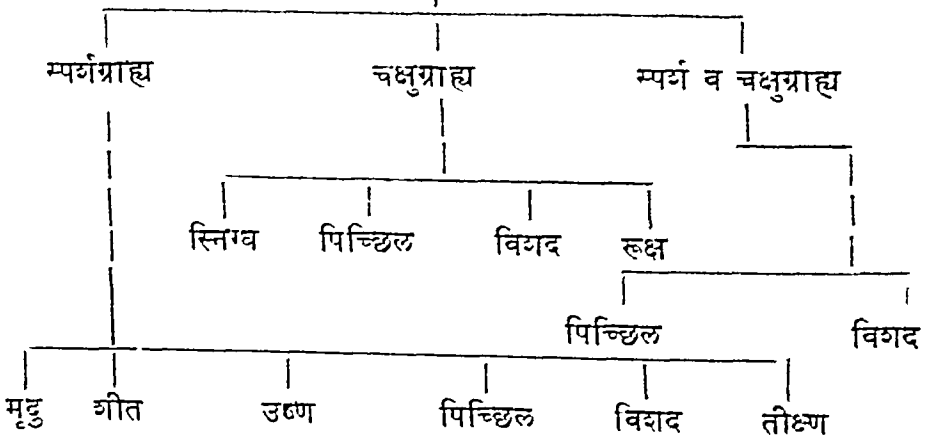 स्पर्शग्राह्य चक्षुग्राह्य स्पर्श व चक्षुग्राह्य
स्निग्ध पिच्छिल विशद रूक्ष
पिच्छिल विशद
मृदु शीत उष्ण पिच्छिल विशद तीक्ष्ण